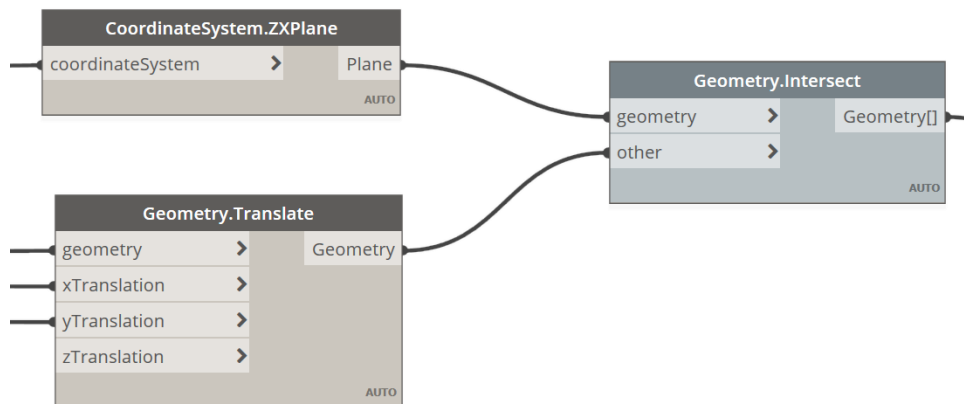 CoordinateSystem.ZXPlane
coordinateSystem > Plane
AUTO
Geometry.Intersect
geometry > Geometry[]
other >
AUTO
Geometry.Translate
geometry > Geometry
xTranslation >
yTranslation >
zTranslation >
AUTO